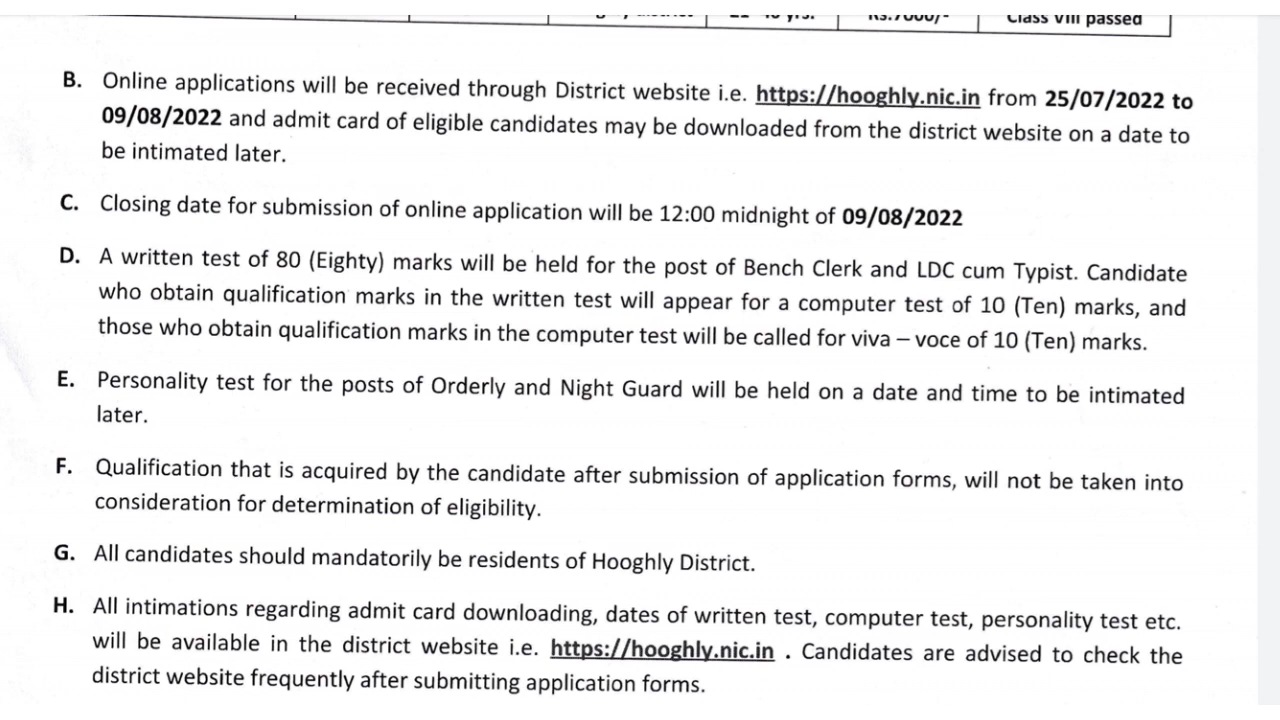 Class VIII passed
B. Online applications will be received through District website i.e. https://hooghly.nic.in from 25/07/2022 to
09/08/2022 and admit card of eligible candidates may be downloaded from the district website on a date to
be intimated later.
C. Closing date for submission of online application will be 12:00 midnight of 09/08/2022
D. A written test of 80 (Eighty) marks will be held for the post of Bench Clerk and LDC cum Typist. Candidate
who obtain qualification marks in the written test will appear for a computer test of 10 (Ten) marks, and
those who obtain qualification marks in the computer test will be called for viva – voce of 10 (Ten) marks.
E. Personality test for the posts of Orderly and Night Guard will be held on a date and time to be intimated
later.
F. Qualification that is acquired by the candidate after submission of application forms, will not be taken into
consideration for determination of eligibility.
G. All candidates should mandatorily be residents of Hooghly District.
H. All intimations regarding admit card downloading, dates of written test, computer test, personality test etc.
will be available in the district website i.e. https://hooghly.nic.in . Candidates are advised to check the
district website frequently after submitting application forms.